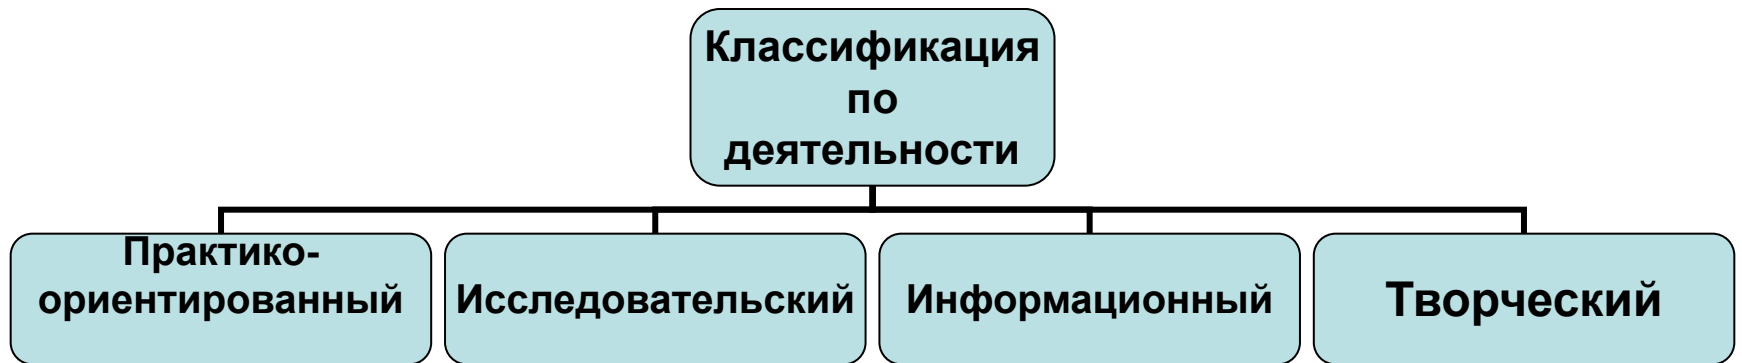 Классификация
по
деятельности
Практико-
ориентированный
Исследовательский
Информационный
Творческий